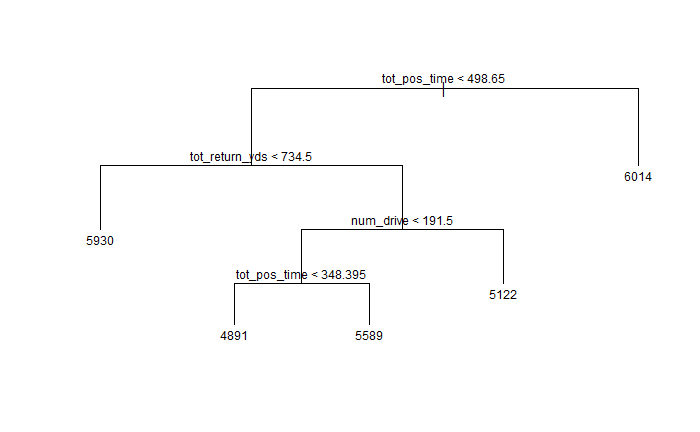 tot_pos_time < 498.65
tot_return_yds < 734.5
6014
num_drive < 191.5
5930
tot_pos_time < 348.395
5122
4891
5589